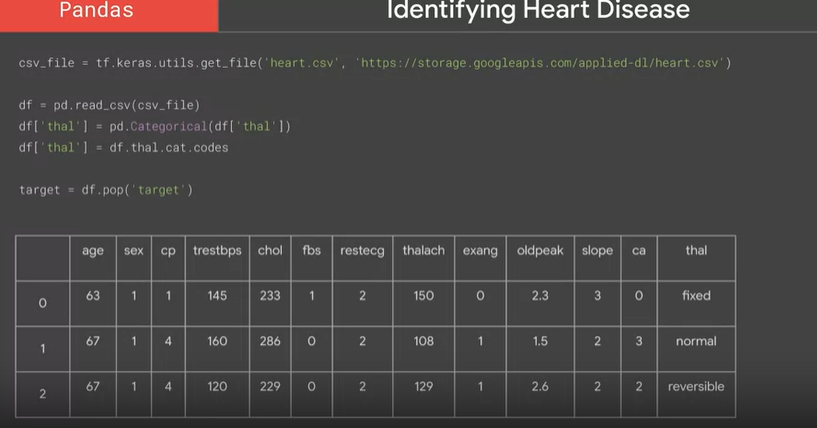 Pandas
Identifying Heart Disease
csv_file = tf.keras.utils.get_file('heart.csv', 'https://storage.googleapis.com/applied-dl/heart.csv')
df = pd.read_csv(csv_file)
df['thal'] = pd.Categorical(df['thal'])
df['thal'] = df.thal.cat.codes
target = df.pop('target')
age sex cp trestbps chol fbs restecg thalach exang oldpeak slope ca thal
0 63 1 1 145 233 1 2 150 0 2.3 3 0 fixed
1 67 1 4 160 286 0 2 108 1 1.5 2 3 normal
2 67 1 4 120 229 0 2 129 1 2.6 2 2 reversible